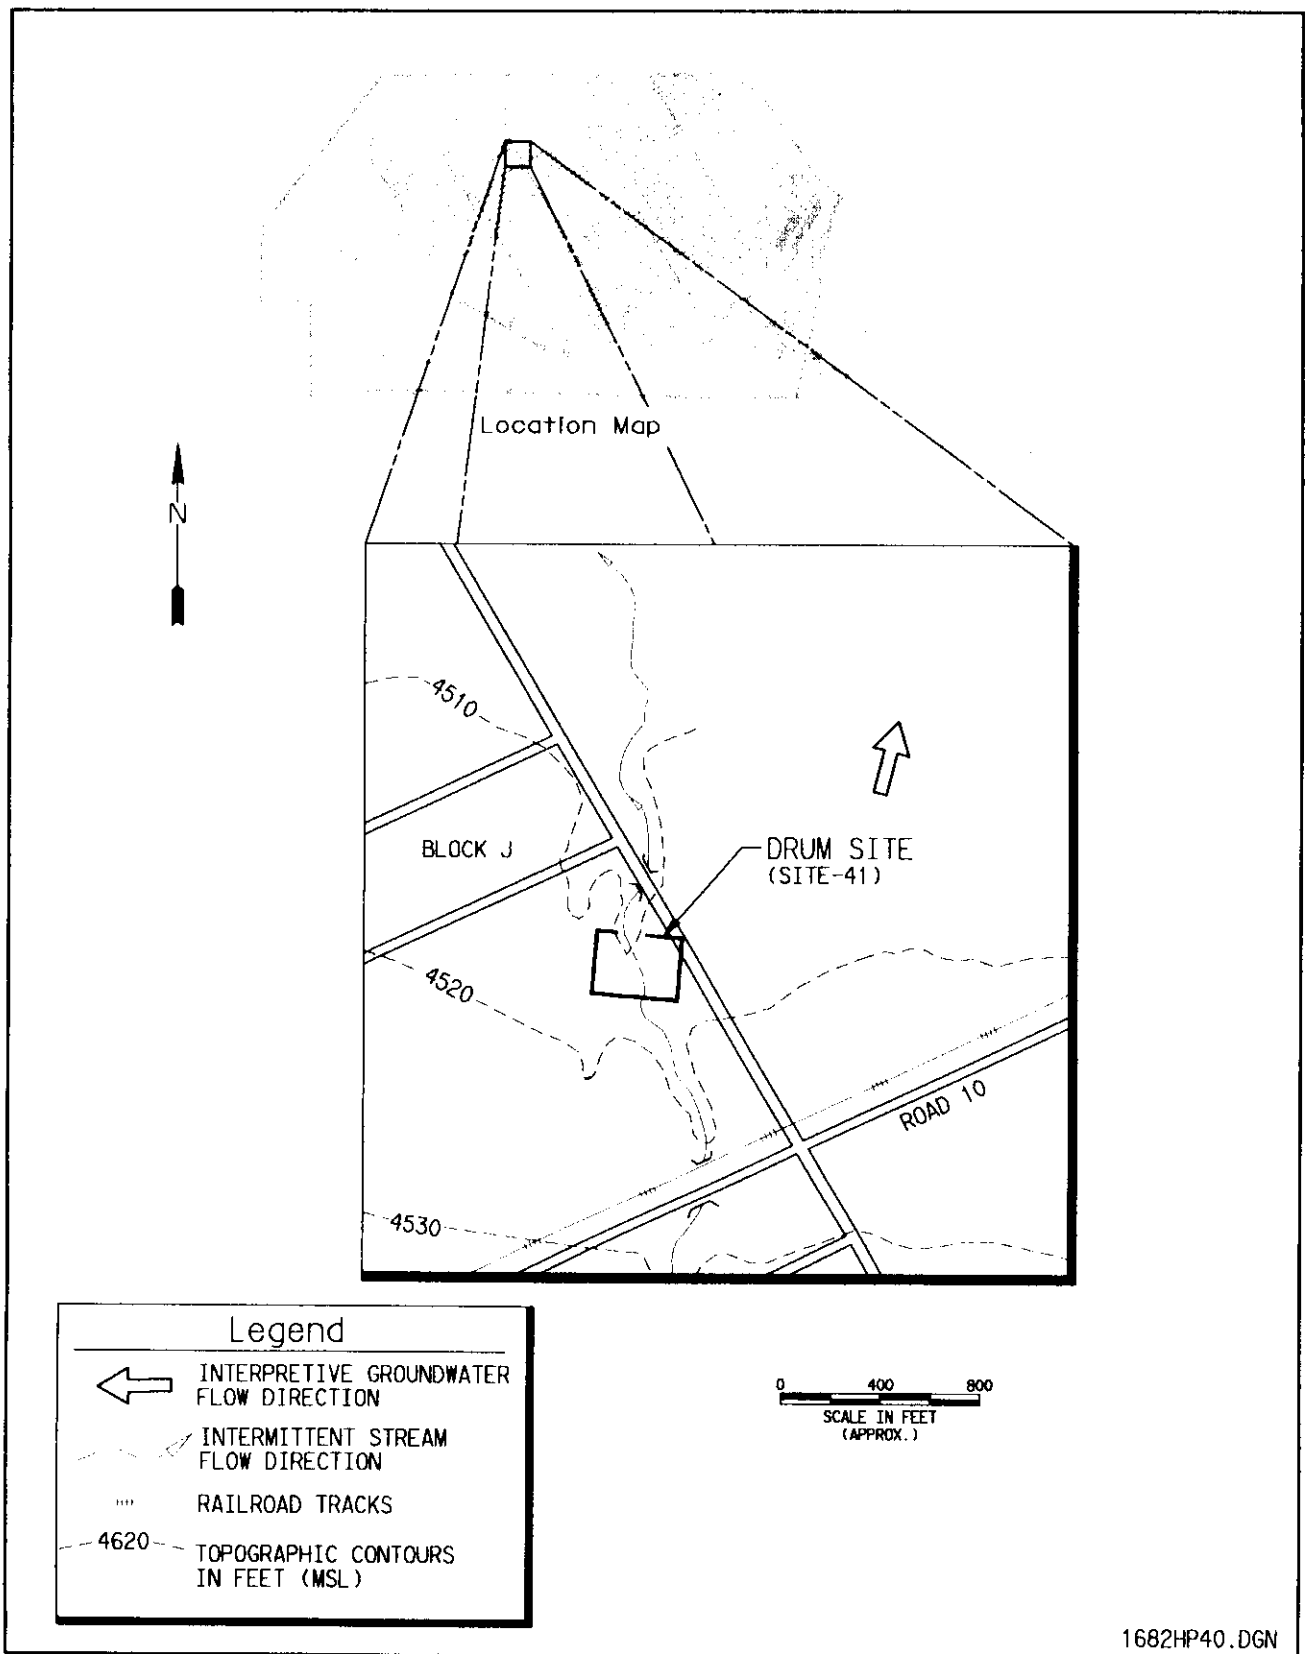 Location Map
N
4510
BLOCK J
DRUM SITE
(SITE-41)
4520
ROAD 10
4530
Legend
INTERPRETIVE GROUNDWATER
FLOW DIRECTION
INTERMITTENT STREAM
FLOW DIRECTION
RAILROAD TRACKS
4620
TOPOGRAPHIC CONTOURS
IN FEET (MSL)
0 400 800
SCALE IN FEET
(APPROX.)
1682HP40.DGN